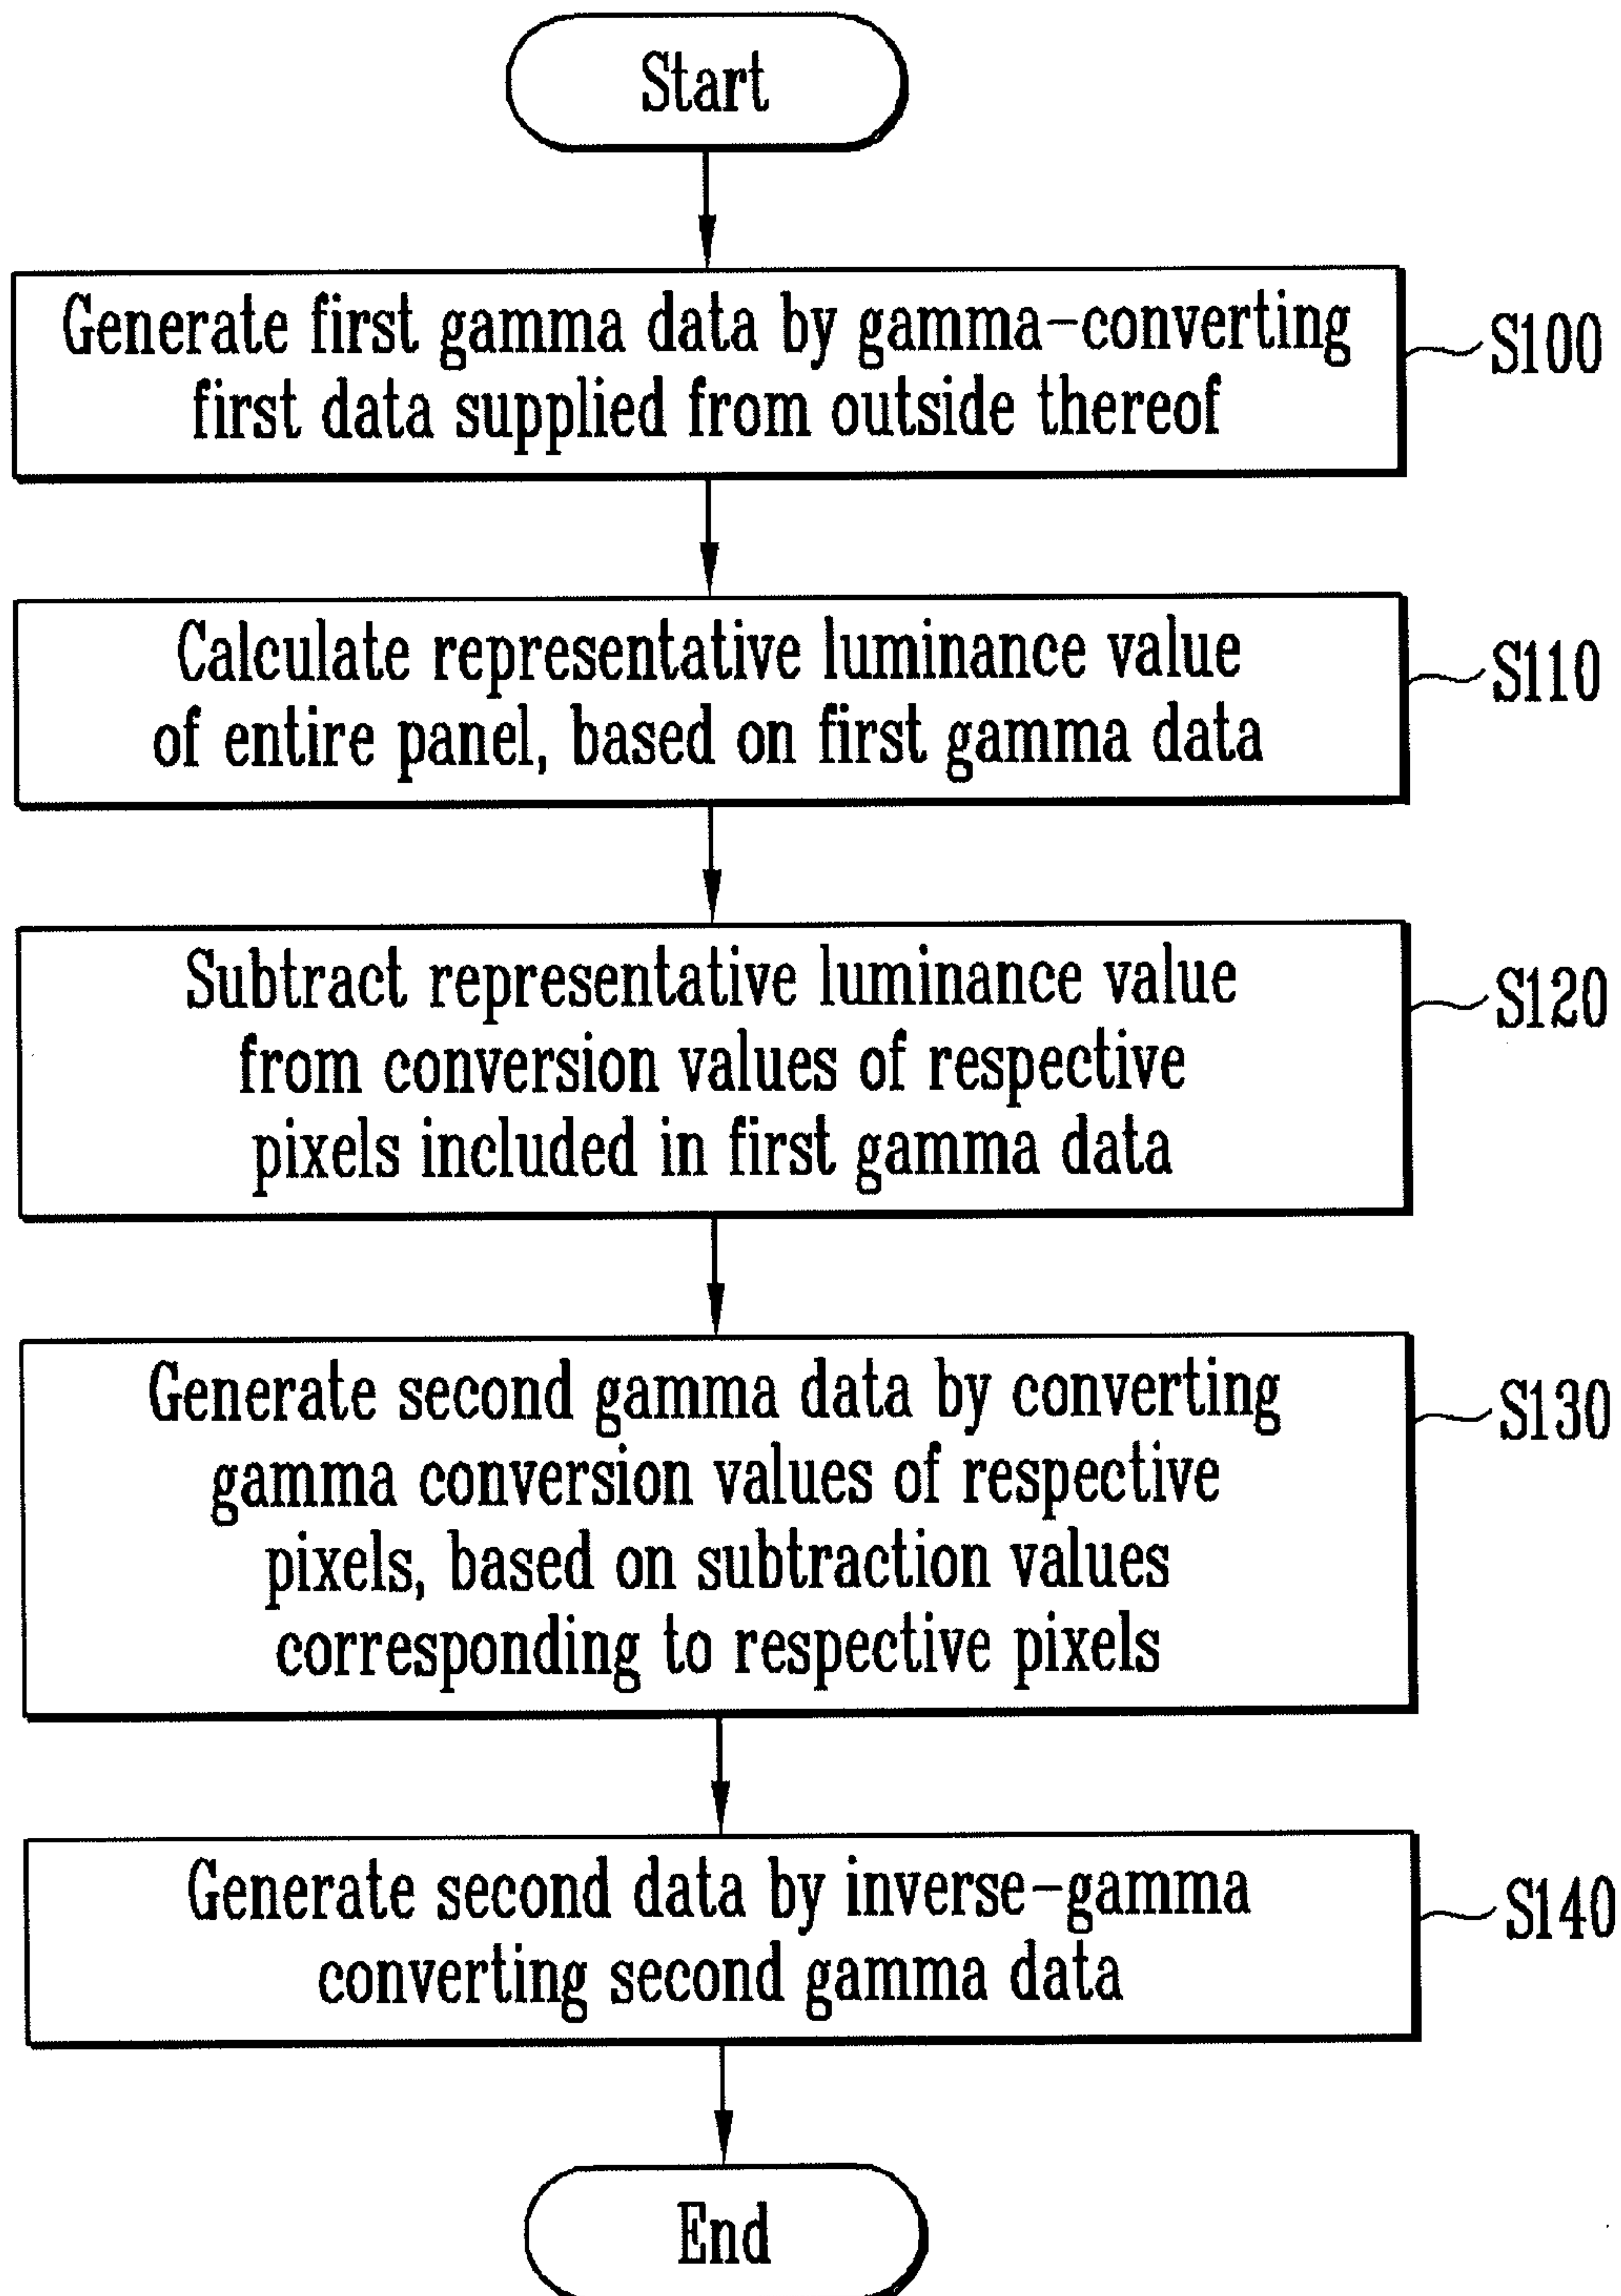 Start
Generate first gamma data by gamma-converting
first data supplied from outside thereof
S100
Calculate representative luminance value
of entire panel, based on first gamma data
S110
Subtract representative luminance value
from conversion values of respective
pixels included in first gamma data
S120
Generate second gamma data by converting
gamma conversion values of respective
pixels, based on subtraction values
corresponding to respective pixels
S130
Generate second data by inverse-gamma
converting second gamma data
S140
End